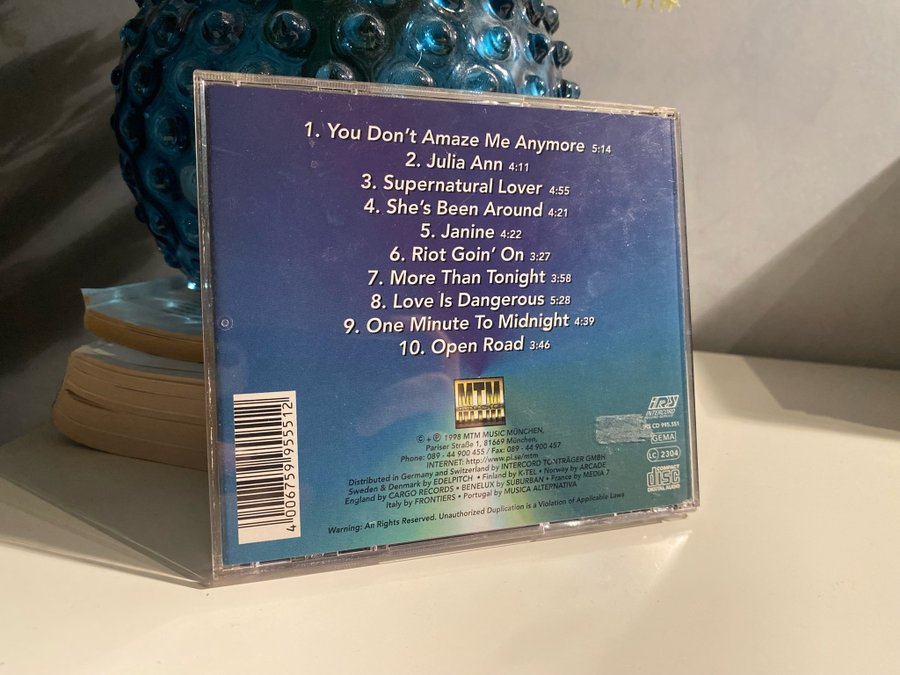 1. You Don't Amaze Me Anymore 5:14
2. Julia Ann 4:11
3. Supernatural Lover 4:55
4. She's Been Around 4:21
5. Janine 4:22
6. Riot Goin' On 3:27
7. More Than Tonight 3:58
8. Love Is Dangerous 5:28
9. One Minute To Midnight 4:39
10. Open Road 3:46
MTM
© + ℗ 1998 MTM MUSIC MÜNCHEN,
Pariser Straße 1, 81669 München,
Phone: 089 - 44 900 455 / Fax: 089 - 44 900 457
INTERNET: http://www.pi.se/mtm
Distributed in Germany and Switzerland by INTERCORD TONTRÄGER GMBH
Sweden & Denmark by EDELPITCH • Finland by K-TEL • Norway by ARCADE
England by CARGO RECORDS • BENELUX by SUBURBAN • France by MEDIA 7
Italy by FRONTIERS • Portugal by MUSICA ALTERNATIVA
Warning: All Rights Reserved. Unauthorized Duplication is a Violation of Applicable Laws
4 006759 955512
INTERCORD
CD 995.551
GEMA
LC 2304
COMPACT
disc
DIGITAL AUDIO